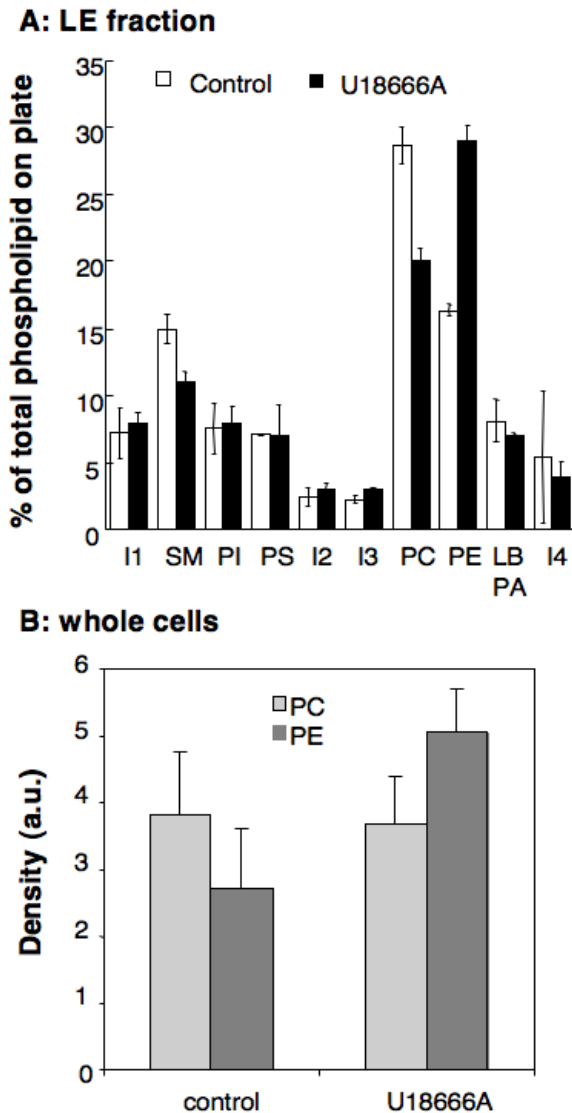 A: LE fraction
35
30
25
20
15
10
5
0
% of total phospholipid on plate
Control
U18666A
I1 SM PI PS I2 I3 PC PE LB I4
PA
B: whole cells
6
5
4
3
2
1
0
Density (a.u.)
PC
PE
control U18666A